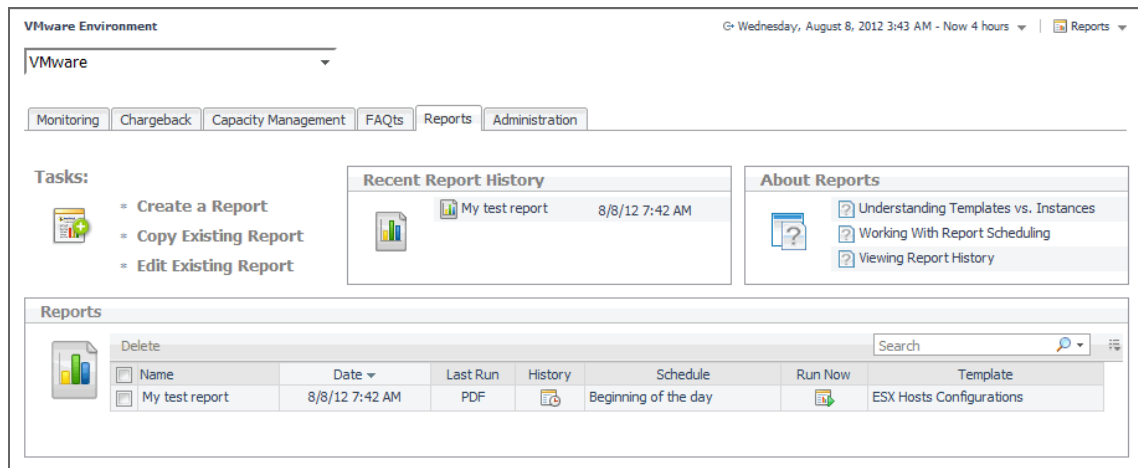 VMware Environment
Wednesday, August 8, 2012 3:43 AM - Now 4 hours
Reports
VMware
Monitoring
Chargeback
Capacity Management
FAQts
Reports
Administration
Tasks:
Create a Report
Copy Existing Report
Edit Existing Report
Recent Report History
My test report 8/8/12 7:42 AM
About Reports
Understanding Templates vs. Instances
Working With Report Scheduling
Viewing Report History
Reports
Delete
Search
Name Date Last Run History Schedule Run Now Template
My test report 8/8/12 7:42 AM PDF Beginning of the day ESX Hosts Configurations